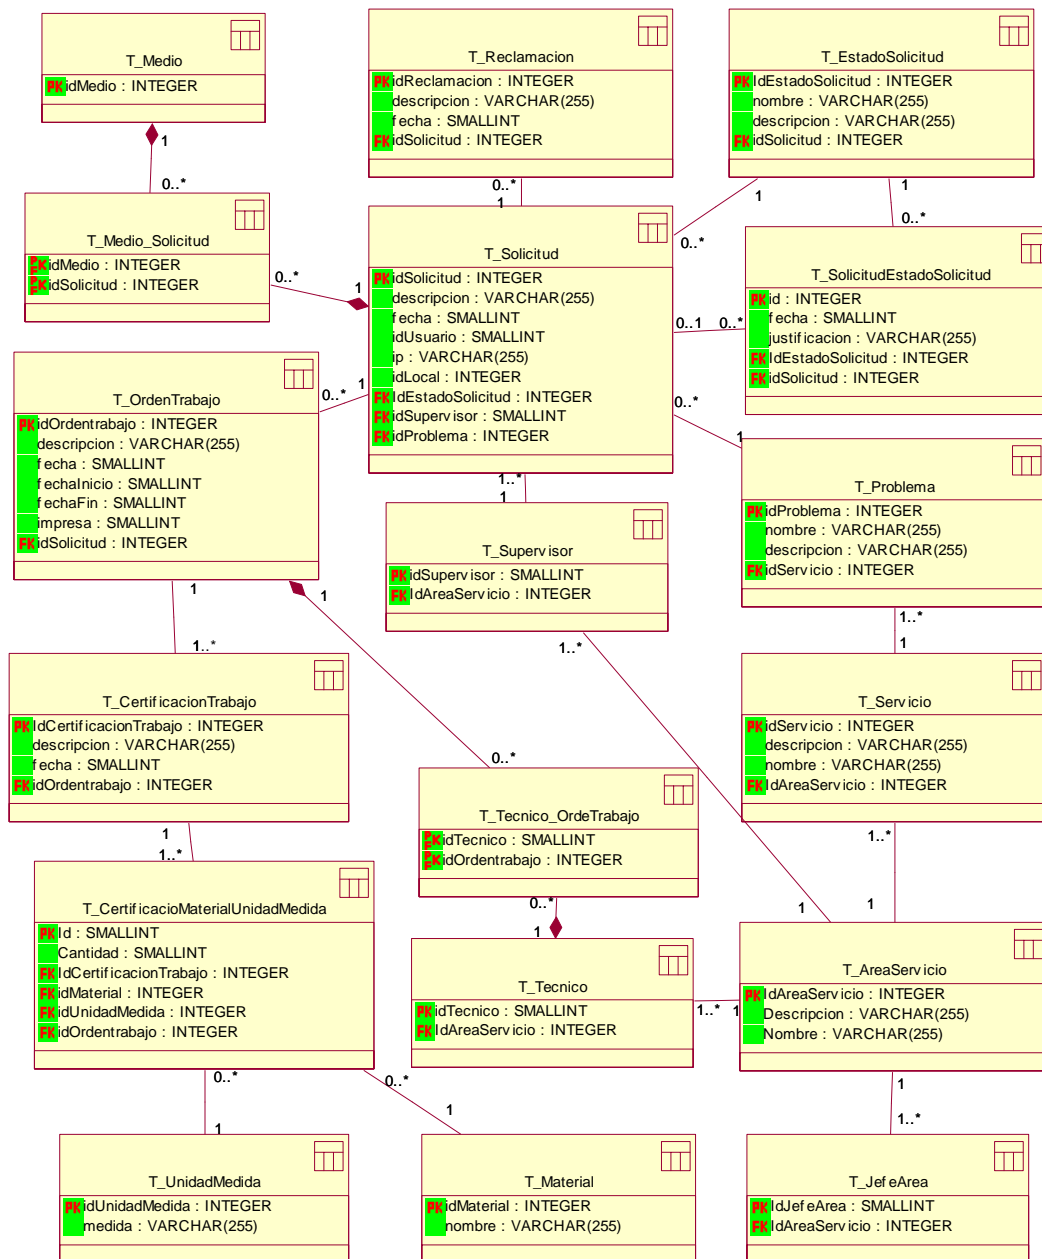 T_Medio
PK idMedio : INTEGER
1
0..*
T_Medio_Solicitud
PK idMedio : INTEGER
PK idSolicitud : INTEGER
0..*
1
T_Reclamacion
PK idReclamacion : INTEGER
descripcion : VARCHAR(255)
fecha : SMALLINT
FK idSolicitud : INTEGER
0..*
1
T_EstadoSolicitud
PK IdEstadoSolicitud : INTEGER
nombre : VARCHAR(255)
descripcion : VARCHAR(255)
FK idSolicitud : INTEGER
1
0..*
1
0..*
T_Solicitud
PK idSolicitud : INTEGER
descripcion : VARCHAR(255)
fecha : SMALLINT
idUsuario : SMALLINT
ip : VARCHAR(255)
idLocal : INTEGER
FK IdEstadoSolicitud : INTEGER
FK idSupervisor : SMALLINT
FK idProblema : INTEGER
0..1
0..*
T_SolicitudEstadoSolicitud
PK id : INTEGER
fecha : SMALLINT
justificacion : VARCHAR(255)
FK IdEstadoSolicitud : INTEGER
FK idSolicitud : INTEGER
0..*
1
T_OrdenTrabajo
PK idOrdentrabajo : INTEGER
descripcion : VARCHAR(255)
fecha : SMALLINT
fechaInicio : SMALLINT
fechaFin : SMALLINT
impresa : SMALLINT
FK idSolicitud : INTEGER
0..*
1
1..*
1
T_Supervisor
PK idSupervisor : SMALLINT
FK IdAreaServicio : INTEGER
1..*
1
T_Problema
PK idProblema : INTEGER
nombre : VARCHAR(255)
descripcion : VARCHAR(255)
FK idServicio : INTEGER
1..*
1
1
1..*
1
0..*
T_CertificacionTrabajo
PK IdCertificacionTrabajo : INTEGER
descripcion : VARCHAR(255)
fecha : SMALLINT
FK idOrdentrabajo : INTEGER
1
1..*
T_Servicio
PK idServicio : INTEGER
descripcion : VARCHAR(255)
nombre : VARCHAR(255)
FK IdAreaServicio : INTEGER
1..*
1
T_Tecnico_OrdeTrabajo
PK idTecnico : SMALLINT
PK idOrdentrabajo : INTEGER
0..*
1
T_CertificacioMaterialUnidadMedida
PK Id : SMALLINT
Cantidad : SMALLINT
FK IdCertificacionTrabajo : INTEGER
FK idMaterial : INTEGER
FK idUnidadMedida : INTEGER
FK idOrdentrabajo : INTEGER
0..*
1
0..*
1
T_Tecnico
PK idTecnico : SMALLINT
FK IdAreaServicio : INTEGER
1..*
1
T_AreaServicio
PK IdAreaServicio : INTEGER
Descripcion : VARCHAR(255)
Nombre : VARCHAR(255)
1
1..*
T_UnidadMedida
PK idUnidadMedida : INTEGER
medida : VARCHAR(255)
T_Material
PK idMaterial : INTEGER
nombre : VARCHAR(255)
T_JefeArea
PK IdJefeArea : SMALLINT
FK IdAreaServicio : INTEGER